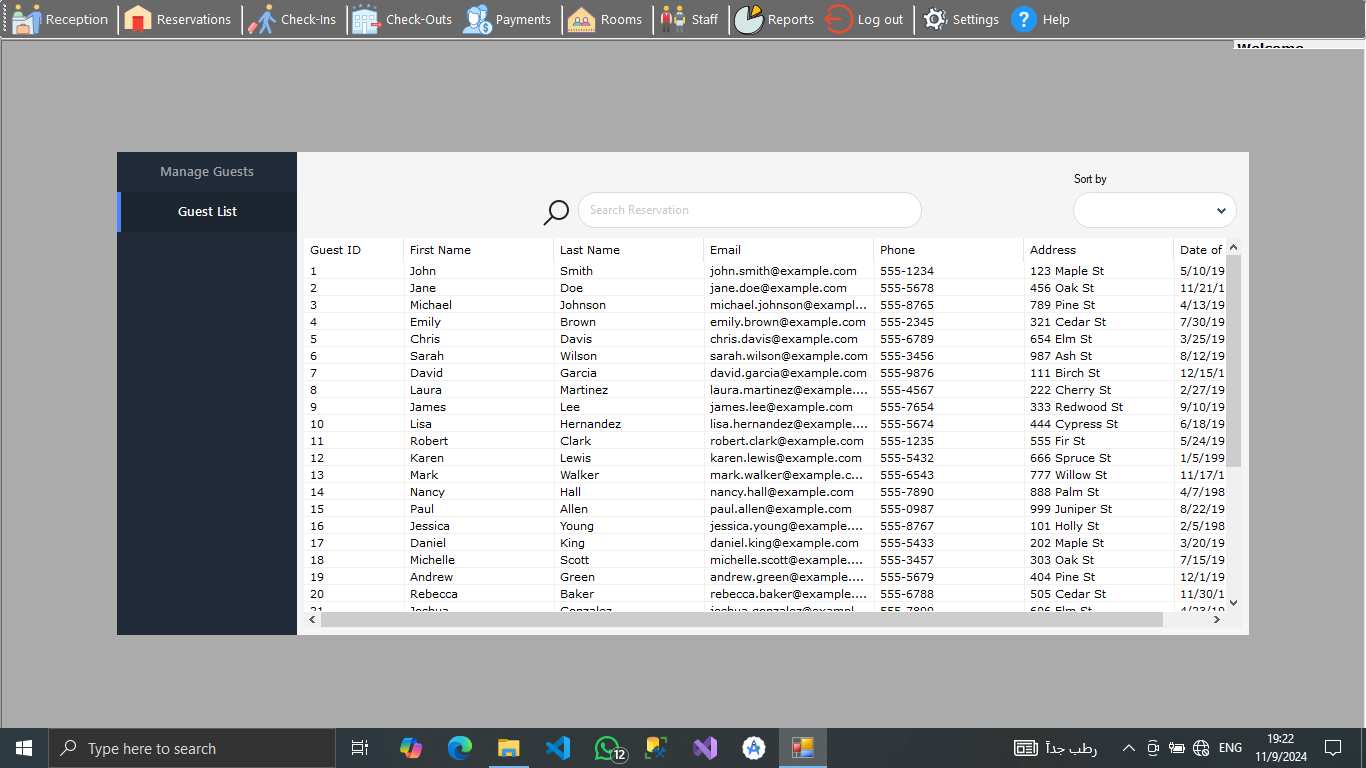 Reception Reservations Check-Ins Check-Outs Payments Rooms Staff Reports Log out Settings Help
Welcome
Manage Guests
Guest List
Sort by
Search Reservation
Guest ID First Name Last Name Email Phone Address Date of
1 John Smith john.smith@example.com 555-1234 123 Maple St 5/10/19
2 Jane Doe jane.doe@example.com 555-5678 456 Oak St 11/21/1
3 Michael Johnson michael.johnson@exampl... 555-8765 789 Pine St 4/13/19
4 Emily Brown emily.brown@example.com 555-2345 321 Cedar St 7/30/19
5 Chris Davis chris.davis@example.com 555-6789 654 Elm St 3/25/19
6 Sarah Wilson sarah.wilson@example.com 555-3456 987 Ash St 8/12/19
7 David Garcia david.garcia@example.com 555-9876 111 Birch St 12/15/1
8 Laura Martinez laura.martinez@example.... 555-4567 222 Cherry St 2/27/19
9 James Lee james.lee@example.com 555-7654 333 Redwood St 9/10/19
10 Lisa Hernandez lisa.hernandez@example.... 555-5674 444 Cypress St 6/18/19
11 Robert Clark robert.clark@example.com 555-1235 555 Fir St 5/24/19
12 Karen Lewis karen.lewis@example.com 555-5432 666 Spruce St 1/5/199
13 Mark Walker mark.walker@example.c... 555-6543 777 Willow St 11/17/1
14 Nancy Hall nancy.hall@example.com 555-7890 888 Palm St 4/7/198
15 Paul Allen paul.allen@example.com 555-0987 999 Juniper St 8/22/19
16 Jessica Young jessica.young@example.... 555-8767 101 Holly St 2/5/198
17 Daniel King daniel.king@example.com 555-5433 202 Maple St 3/20/19
18 Michelle Scott michelle.scott@example.... 555-3457 303 Oak St 7/15/19
19 Andrew Green andrew.green@example.... 555-5679 404 Pine St 12/1/19
20 Rebecca Baker rebecca.baker@example.... 555-6788 505 Cedar St 11/30/1
21 Joshua Gonzalez joshua.gonzalez@exampl... 555-7899 606 Elm St 4/23/19
Type here to search
12
رطب جداً
ENG
19:22
11/9/2024